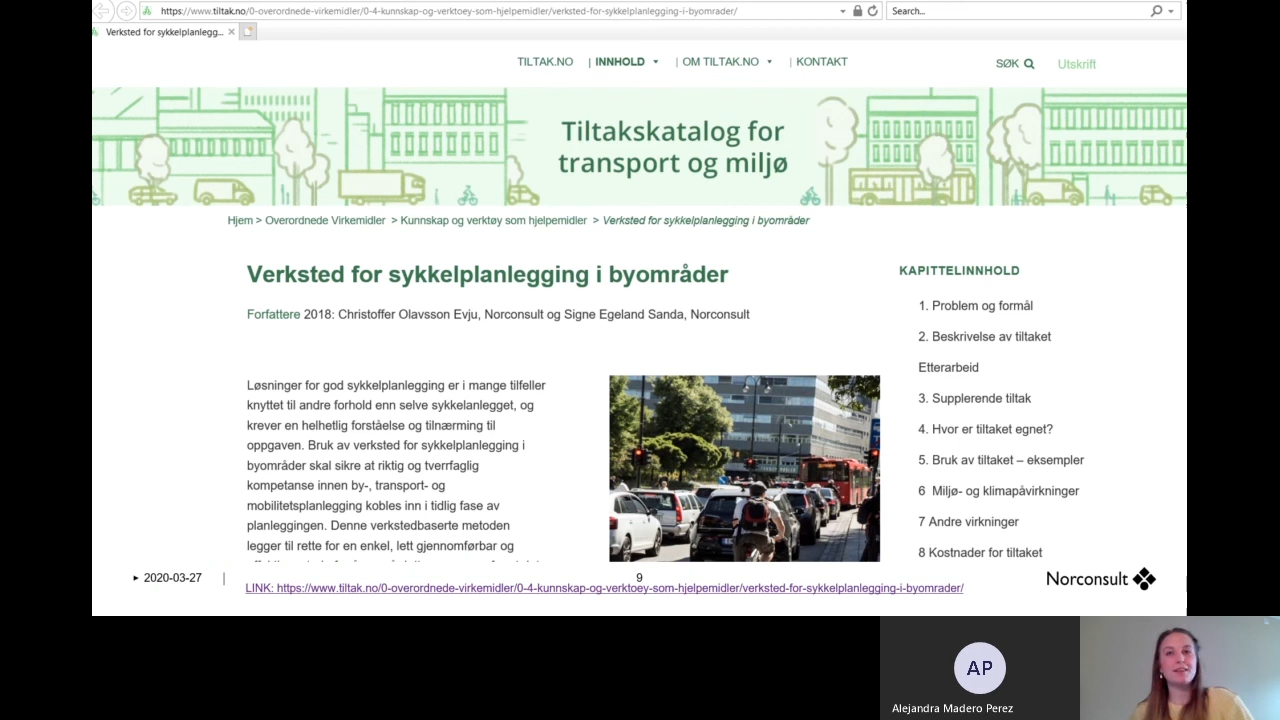 https://www.tiltak.no/0-overordnede-virkemidler/0-4-kunnskap-og-verktoey-som-hjelpemidler/verksted-for-sykkelplanlegging-i-byomrader/
Search...
Verksted for sykkelplanlegg...
TILTAK.NO | INNHOLD | OM TILTAK.NO | KONTAKT
SØK Utskrift
Tiltakskatalog for
transport og miljø
Hjem > Overordnede Virkemidler > Kunnskap og verktøy som hjelpemidler > Verksted for sykkelplanlegging i byområder
Verksted for sykkelplanlegging i byområder
Forfattere 2018: Christoffer Olavsson Evju, Norconsult og Signe Egeland Sanda, Norconsult
Løsninger for god sykkelplanlegging er i mange tilfeller
knyttet til andre forhold enn selve sykkelanlegget, og
krever en helhetlig forståelse og tilnærming til
oppgaven. Bruk av verksted for sykkelplanlegging i
byområder skal sikre at riktig og tverrfaglig
kompetanse innen by-, transport- og
mobilitetsplanlegging kobles inn i tidlig fase av
planleggingen. Denne verkstedbaserte metoden
legger til rette for en enkel, lett gjennomførbar og
KAPITTELINNHOLD
1. Problem og formål
2. Beskrivelse av tiltaket
Etterarbeid
3. Supplerende tiltak
4. Hvor er tiltaket egnet?
5. Bruk av tiltaket – eksempler
6 Miljø- og klimapåvirkninger
7 Andre virkninger
8 Kostnader for tiltaket
2020-03-27 |
9
LINK: https://www.tiltak.no/0-overordnede-virkemidler/0-4-kunnskap-og-verktoey-som-hjelpemidler/verksted-for-sykkelplanlegging-i-byomrader/
Norconsult
AP
Alejandra Madero Perez